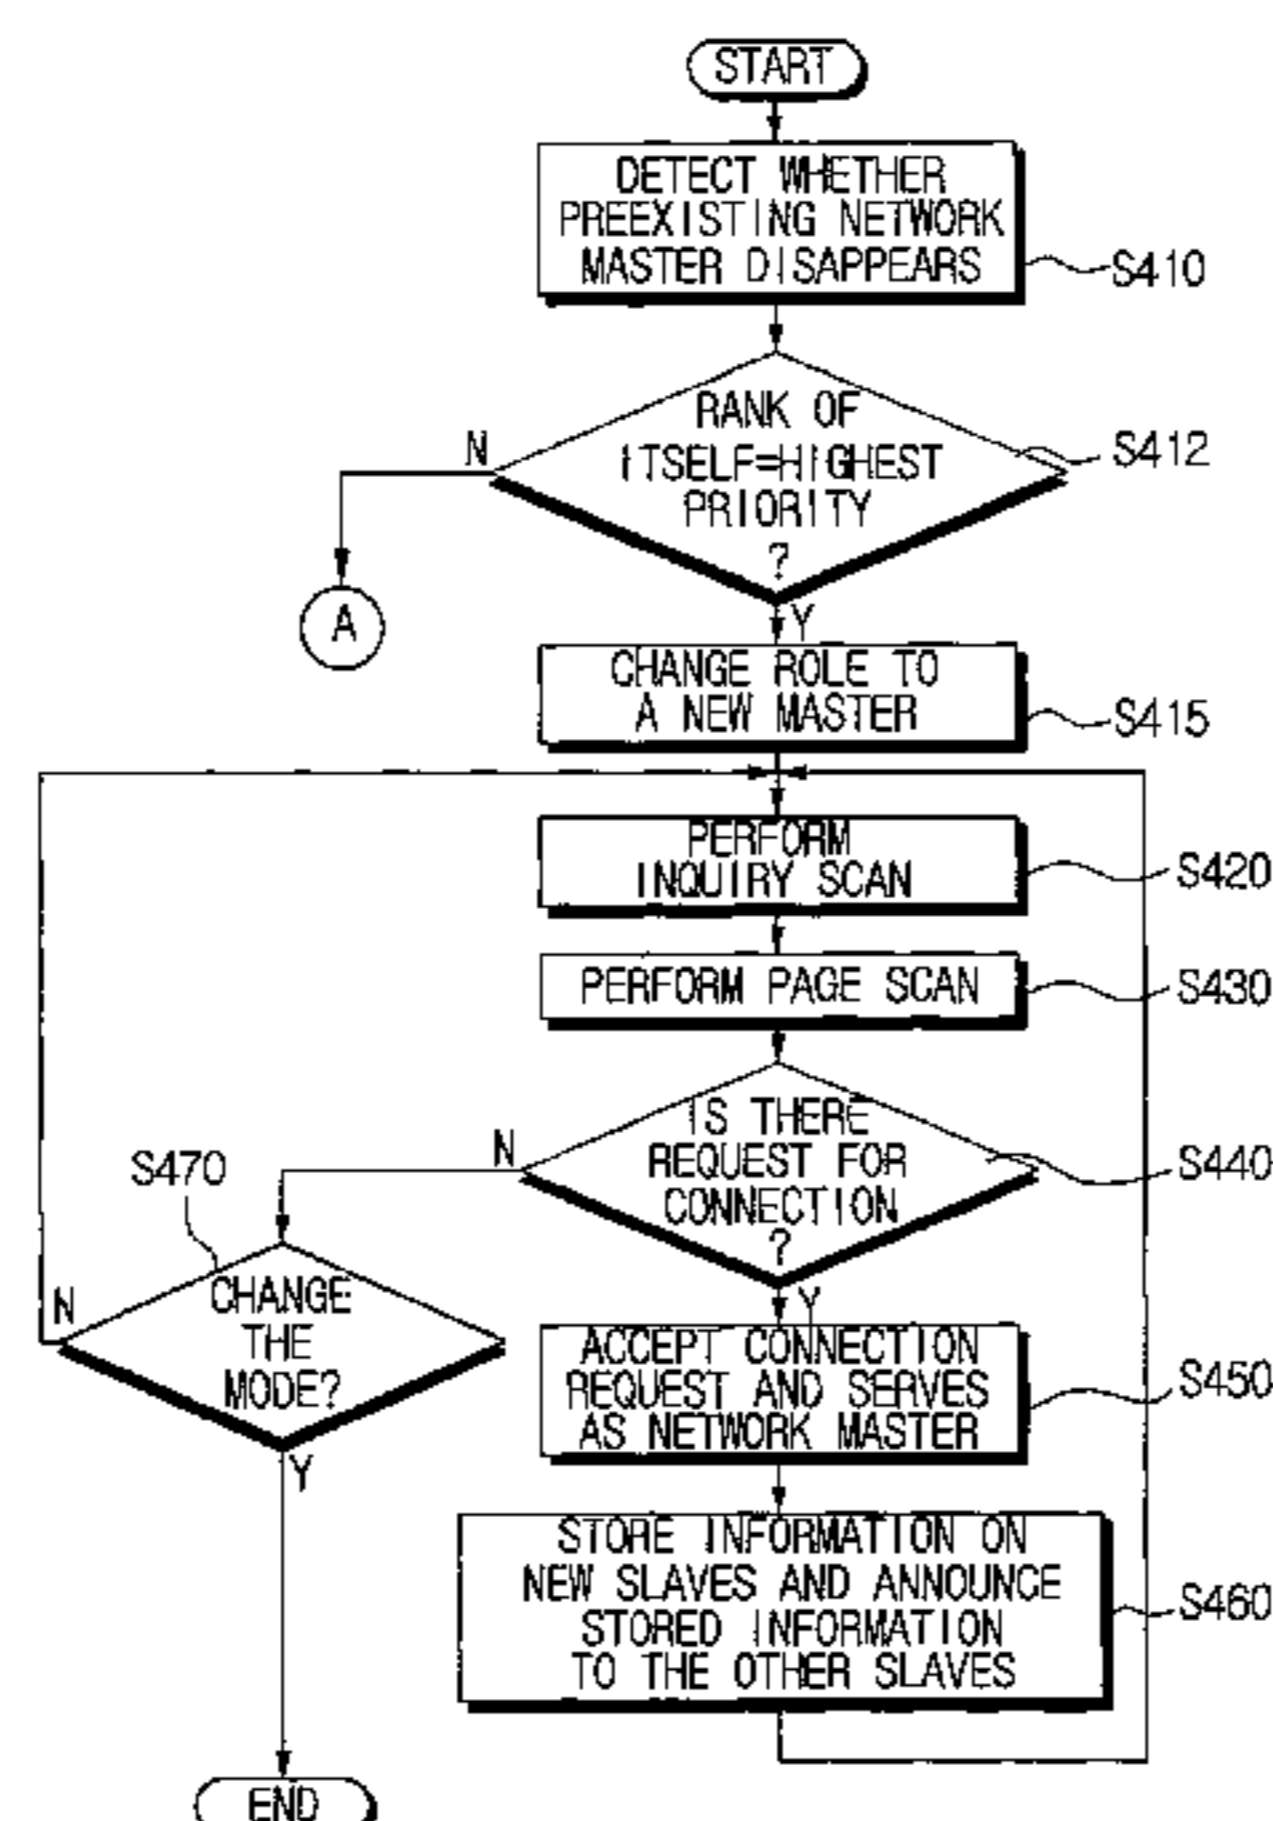 START
DETECT WHETHER
PREEXISTING NETWORK
MASTER DISAPPEARS
S410
RANK OF
ITSELF=HIGHEST
PRIORITY
?
S412
N
A
Y
CHANGE ROLE TO
A NEW MASTER
S415
PERFORM
INQUIRY SCAN
S420
PERFORM PAGE SCAN
S430
IS THERE
REQUEST FOR
CONNECTION
?
S440
N
S470
CHANGE
THE
MODE?
N
Y
Y
ACCEPT CONNECTION
REQUEST AND SERVES
AS NETWORK MASTER
S450
STORE INFORMATION ON
NEW SLAVES AND ANNOUNCE
STORED INFORMATION
TO THE OTHER SLAVES
S460
END